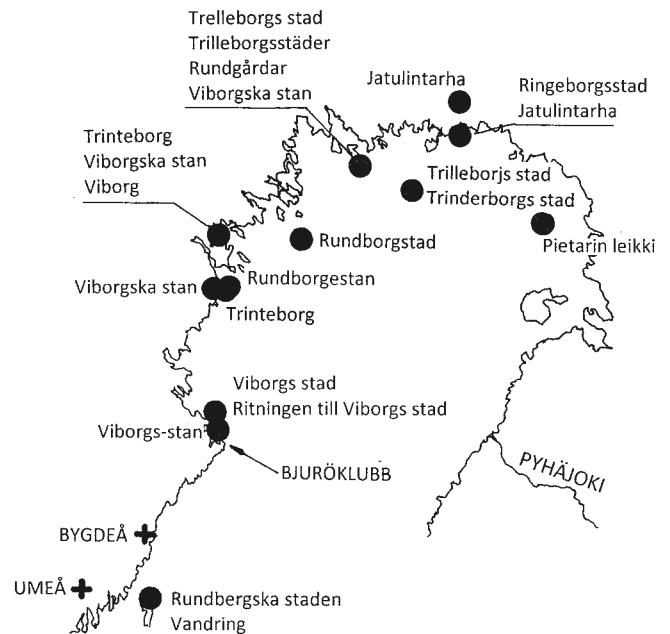 Trelleborgs stad
Trilleborgsstäder
Rundgårdar
Viborgska stan
Jatulintarha
Ringeborgsstad
Jatulintarha
Trinteborg
Viborgska stan
Viborg
Trilleborjs stad
Trinderborgs stad
Rundborgstad
Pietarin leikki
Viborgska stan
Rundborgestan
Trinteborg
Viborgs stad
Ritningen till Viborgs stad
Viborgs-stan
BJURÖKLUBB
PYHÄJOKI
BYGDEÅ
UMEÅ
Rundbergska staden
Vandring